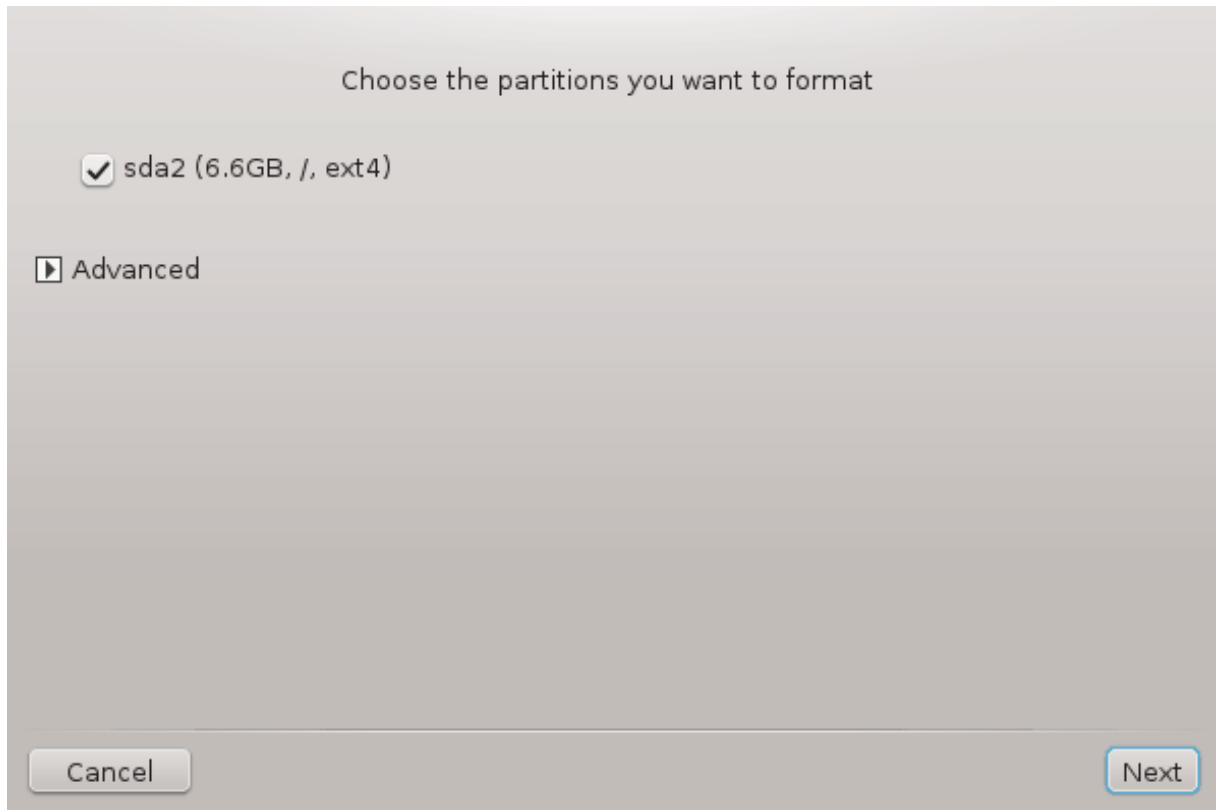 Choose the partitions you want to format
sda2 (6.6GB, /, ext4)
Advanced
Cancel
Next